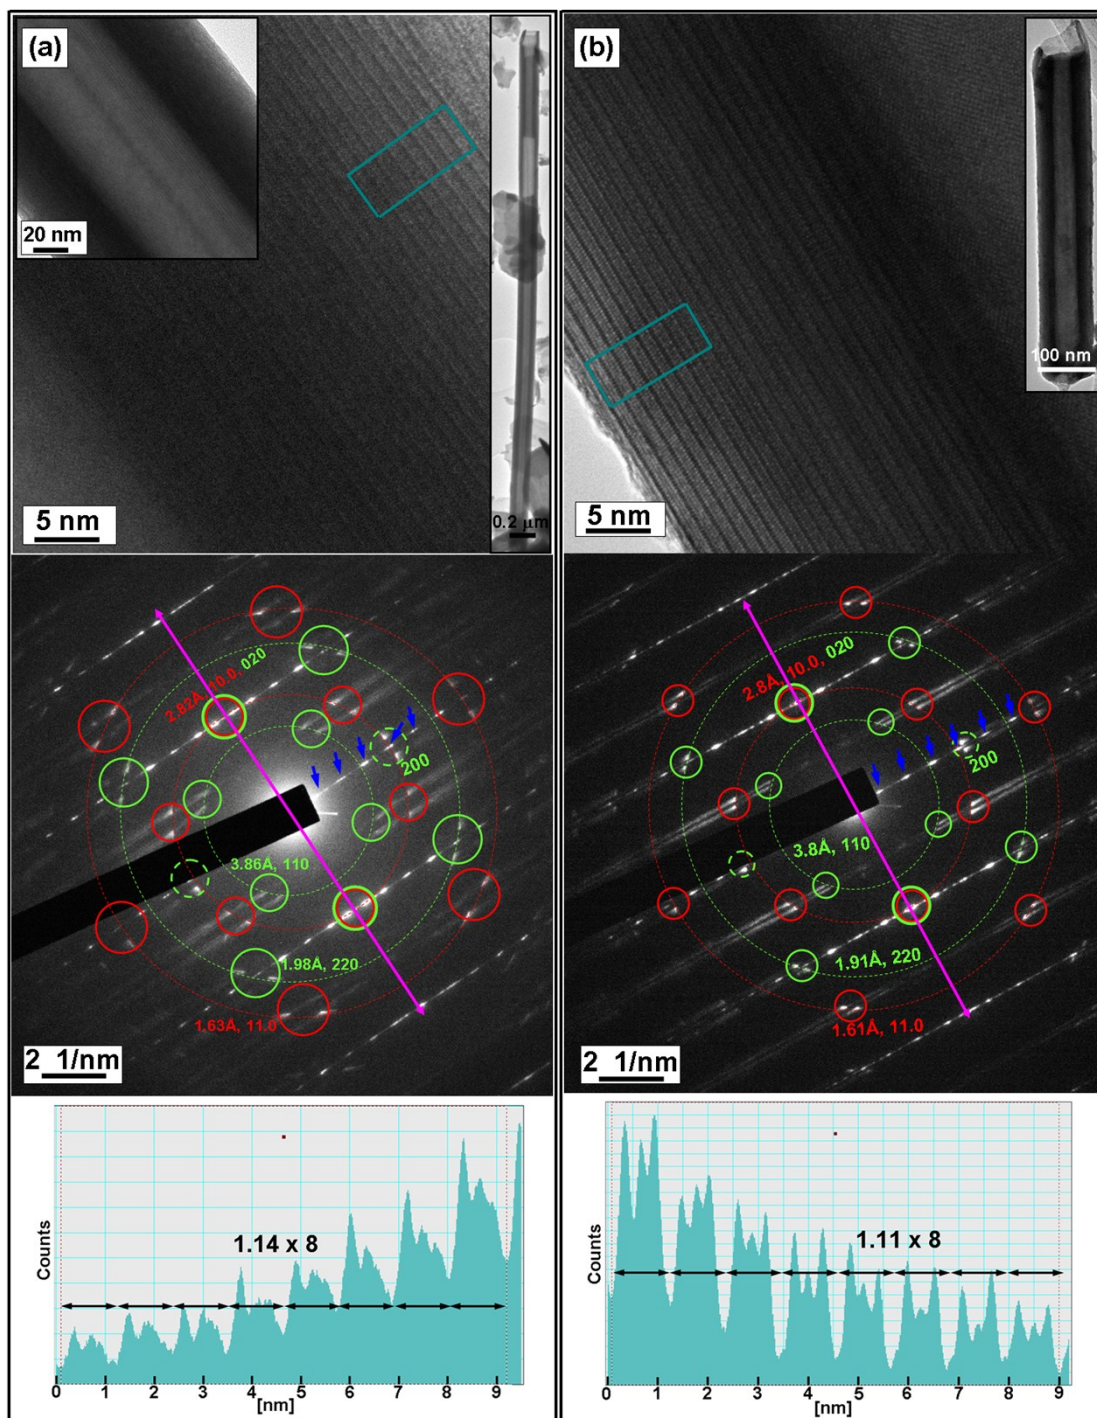 (a)
20 nm
5 nm
0.2 μm
(b)
100 nm
5 nm
2.82Å, 10.0, 020
200
3.86Å, 110
1.98Å, 220
1.63Å, 11.0
2 1/nm
2.8Å, 10.0, 020
200
3.8Å, 110
1.91Å, 220
1.61Å, 11.0
2 1/nm
Counts
1.14 x 8
0 1 2 3 4 5 6 7 8 9
[nm]
Counts
1.11 x 8
0 1 2 3 4 5 6 7 8 9
[nm]